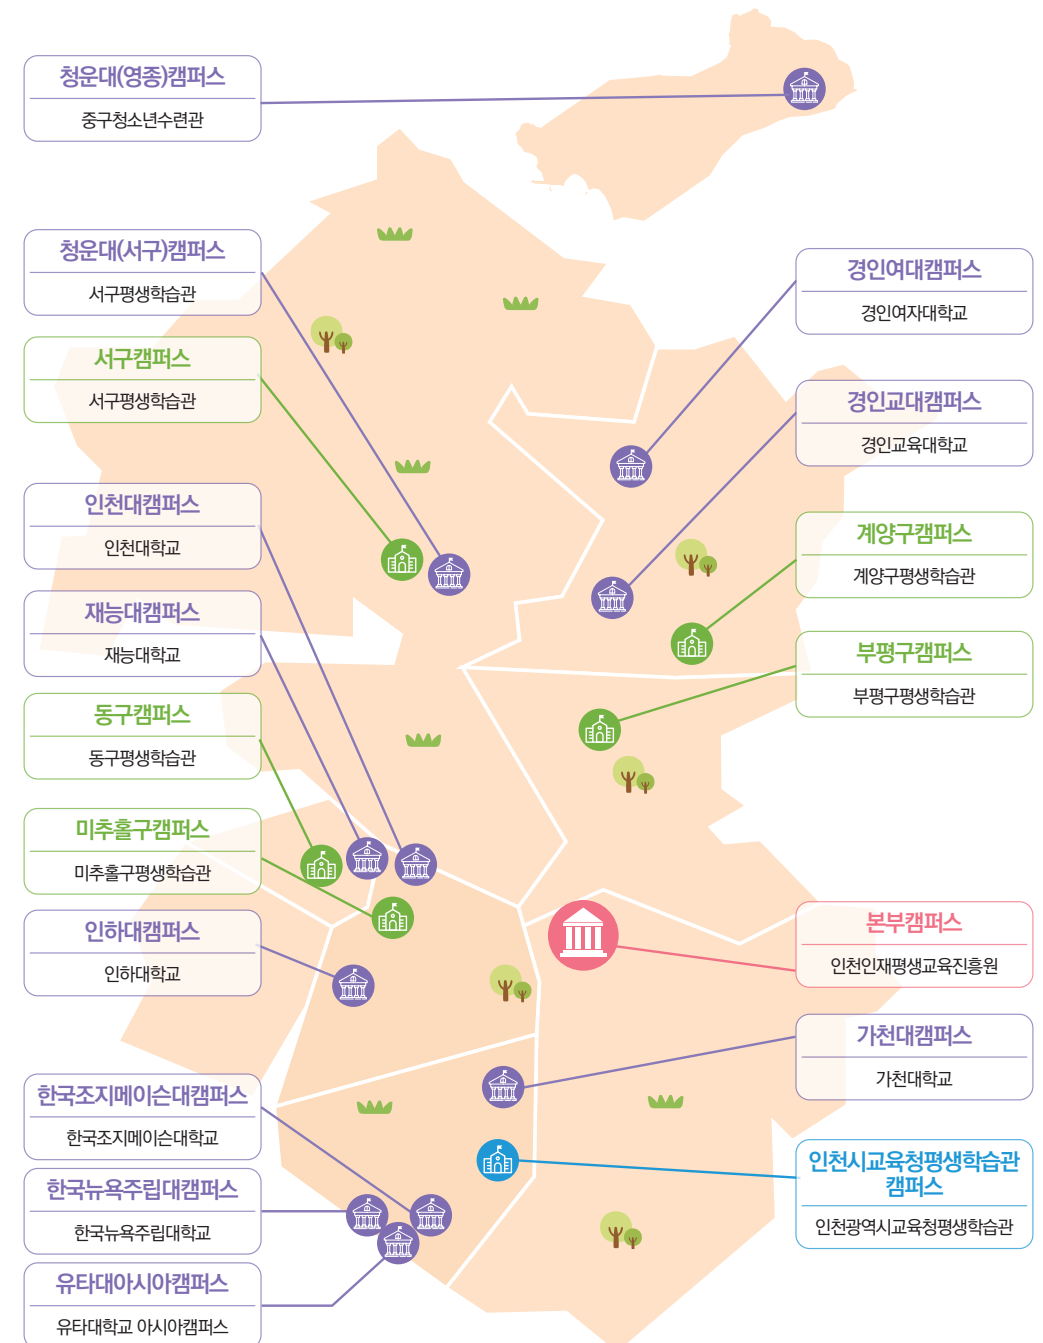 청운대(영종)캠퍼스
중구청소년수련관
청운대(서구)캠퍼스
서구평생학습관
서구캠퍼스
서구평생학습관
인천대캠퍼스
인천대학교
재능대캠퍼스
재능대학교
동구캠퍼스
동구평생학습관
미추홀구캠퍼스
미추홀구평생학습관
인하대캠퍼스
인하대학교
한국조지메이슨대캠퍼스
한국조지메이슨대학교
한국뉴욕주립대캠퍼스
한국뉴욕주립대학교
유타대아시아캠퍼스
유타대학교 아시아캠퍼스
경인여대캠퍼스
경인여자대학교
경인교대캠퍼스
경인교육대학교
계양구캠퍼스
계양구평생학습관
부평구캠퍼스
부평구평생학습관
본부캠퍼스
인천인재평생교육진흥원
가천대캠퍼스
가천대학교
인천시교육청평생학습관
캠퍼스
인천광역시교육청평생학습관